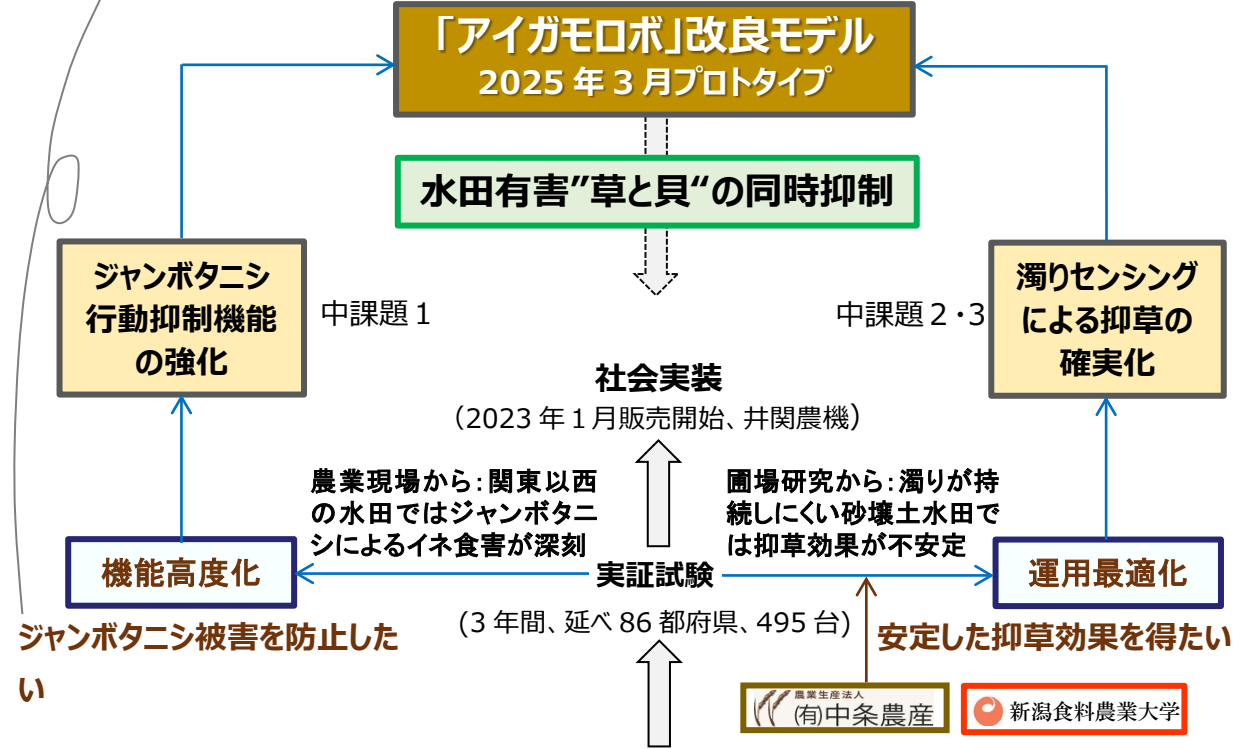 「アイガモロボ」改良モデル
2025 年 3 月プロトタイプ
水田有害”草と貝“の同時抑制
ジャンボタニシ
行動抑制機能
の強化
中課題 1
中課題 2・3
濁りセンシング
による抑草の
確実化
社会実装
（2023 年 1 月販売開始、井関農機）
農業現場から：関東以西
の水田ではジャンボタニ
シによるイネ食害が深刻
圃場研究から：濁りが持
続しにくい砂壌土水田で
は抑草効果が不安定
機能高度化
実証試験
運用最適化
(3 年間、延べ 86 都府県、495 台)
ジャンボタニシ被害を防止した
い
安定した抑草効果を得たい
農業生産法人
(有)中条農産
新潟食料農業大学